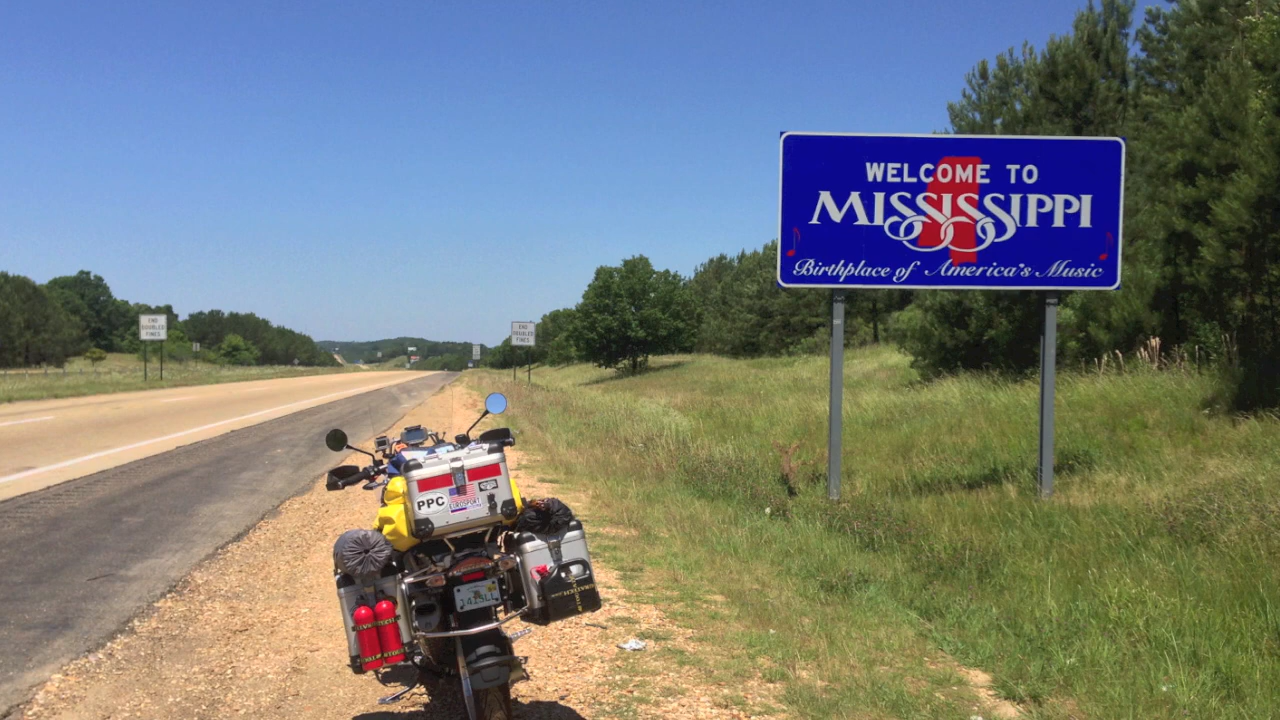 WELCOME TO
MISSISSIPPI
Birthplace of America's Music
END
DOUBLED
FINES
END
DOUBLED
FINES
PPC